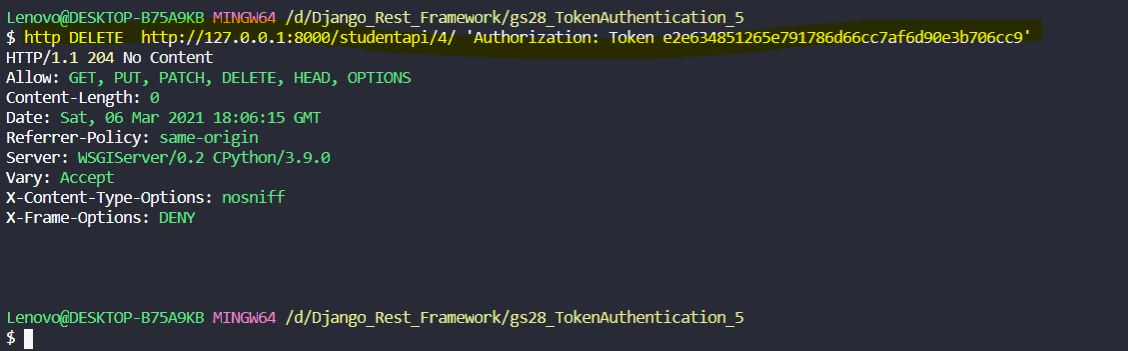 Lenovo@DESKTOP-B75A9KB MINGW64 /d/Django_Rest_Framework/gs28_TokenAuthentication_5
$ http DELETE  http://127.0.0.1:8000/studentapi/4/ 'Authorization: Token e2e634851265e791786d66cc7af6d90e3b706cc9'
HTTP/1.1 204 No Content
Allow: GET, PUT, PATCH, DELETE, HEAD, OPTIONS
Content-Length: 0
Date: Sat, 06 Mar 2021 18:06:15 GMT
Referrer-Policy: same-origin
Server: WSGIServer/0.2 CPython/3.9.0
Vary: Accept
X-Content-Type-Options: nosniff
X-Frame-Options: DENY
Lenovo@DESKTOP-B75A9KB MINGW64 /d/Django_Rest_Framework/gs28_TokenAuthentication_5
$